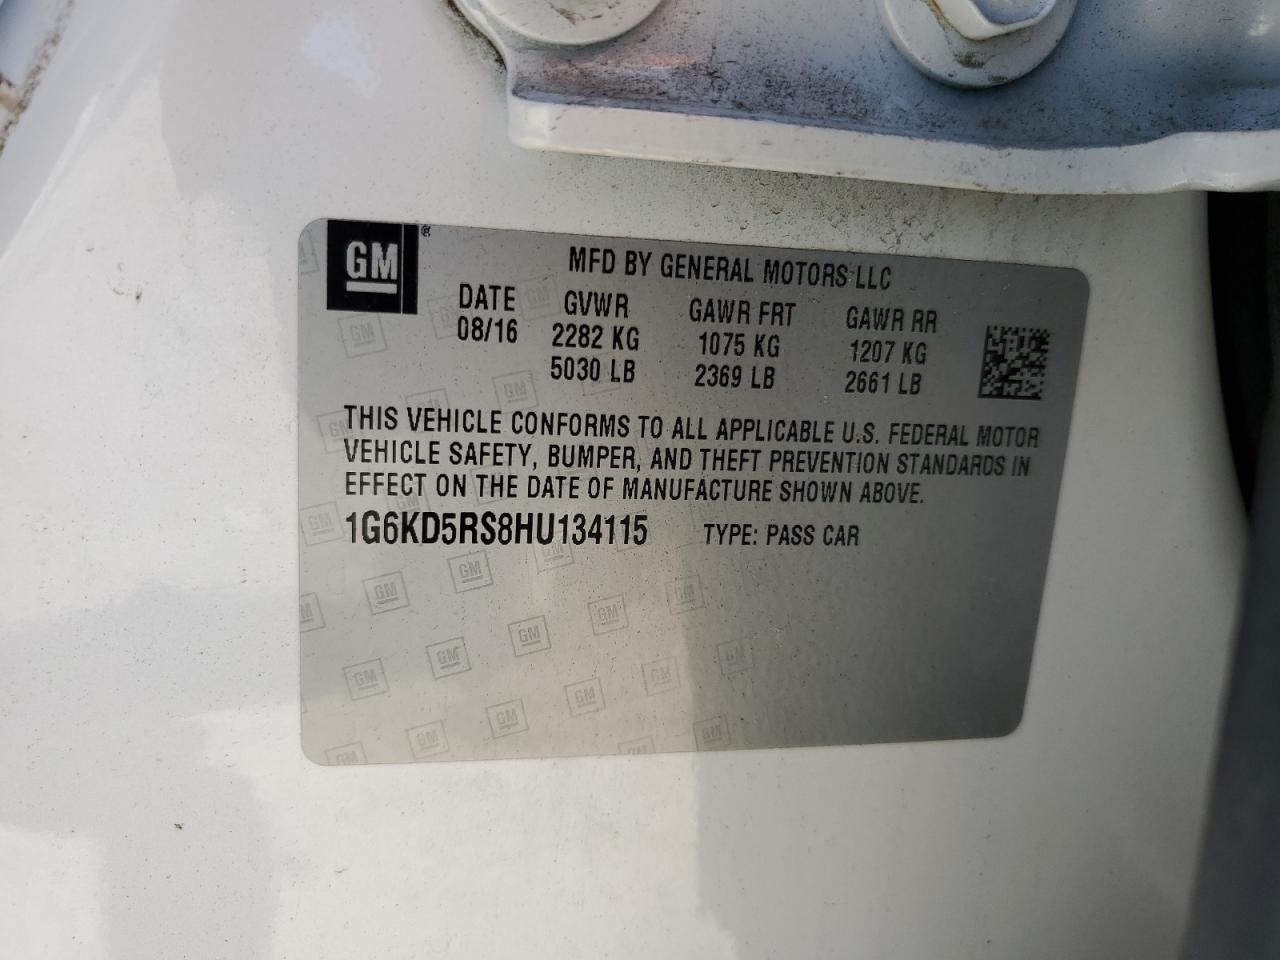 GM ®
MFD BY GENERAL MOTORS LLC
DATE GVWR GAWR FRT GAWR RR
08/16 2282 KG 1075 KG 1207 KG
5030 LB 2369 LB 2661 LB
THIS VEHICLE CONFORMS TO ALL APPLICABLE U.S. FEDERAL MOTOR
VEHICLE SAFETY, BUMPER, AND THEFT PREVENTION STANDARDS IN
EFFECT ON THE DATE OF MANUFACTURE SHOWN ABOVE.
1G6KD5RS8HU134115 TYPE: PASS CAR